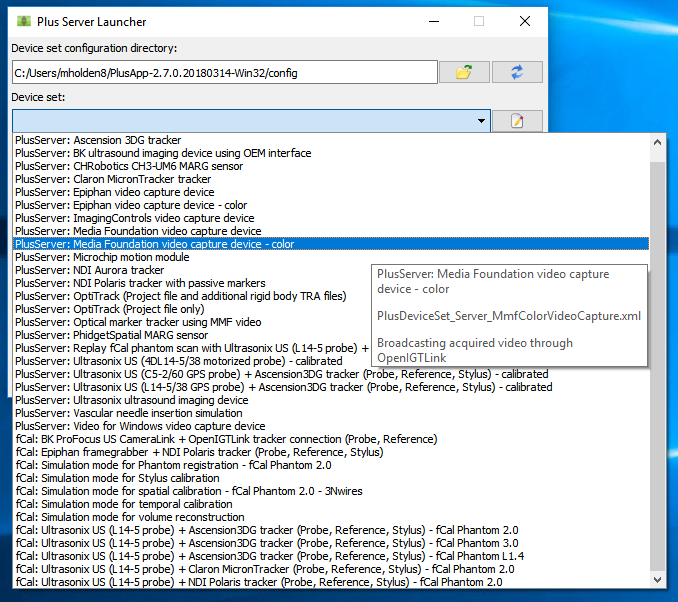 Plus Server Launcher
Device set configuration directory:
C:/Users/mholden8/PlusApp-2.7.0.20180314-Win32/config
Device set:
PlusServer: Ascension 3DG tracker
PlusServer: BK ultrasound imaging device using OEM interface
PlusServer: CHRobotics CH3-UM6 MARG sensor
PlusServer: Claron MicronTracker tracker
PlusServer: Epiphan video capture device
PlusServer: Epiphan video capture device - color
PlusServer: ImagingControls video capture device
PlusServer: Media Foundation video capture device
PlusServer: Media Foundation video capture device - color
PlusServer: Microchip motion module
PlusServer: NDI Aurora tracker
PlusServer: NDI Polaris tracker with passive markers
PlusServer: OptiTrack (Project file and additional rigid body TRA files)
PlusServer: OptiTrack (Project file only)
PlusServer: Optical marker tracker using MMF video
PlusServer: PhidgetSpatial MARG sensor
PlusServer: Replay fCal phantom scan with Ultrasonix US (L14-5 probe) +
PlusServer: Ultrasonix US (4DL14-5/38 motorized probe) - calibrated
PlusServer: Ultrasonix US (C5-2/60 GPS probe) + Ascension3DG tracker (Probe, Reference, Stylus) - calibrated
PlusServer: Ultrasonix US (L14-5/38 GPS probe) + Ascension3DG tracker (Probe, Reference, Stylus) - calibrated
PlusServer: Ultrasonix ultrasound imaging device
PlusServer: Vascular needle insertion simulation
PlusServer: Video for Windows video capture device
fCal: BK ProFocus US CameraLink + OpenIGTLink tracker connection (Probe, Reference)
fCal: Epiphan framegrabber + NDI Polaris tracker (Probe, Reference, Stylus)
fCal: Simulation mode for Phantom registration - fCal Phantom 2.0
fCal: Simulation mode for Stylus calibration
fCal: Simulation mode for spatial calibration - fCal Phantom 2.0 - 3Nwires
fCal: Simulation mode for temporal calibration
fCal: Simulation mode for volume reconstruction
fCal: Ultrasonix US (L14-5 probe) + Ascension3DG tracker (Probe, Reference, Stylus) - fCal Phantom 2.0
fCal: Ultrasonix US (L14-5 probe) + Ascension3DG tracker (Probe, Reference, Stylus) - fCal Phantom 3.0
fCal: Ultrasonix US (L14-5 probe) + Ascension3DG tracker (Probe, Reference, Stylus) - fCal Phantom L1.4
fCal: Ultrasonix US (L14-5 probe) + Claron MicronTracker (Probe, Reference, Stylus) - fCal Phantom 2.0
fCal: Ultrasonix US (L14-5 probe) + NDI Polaris tracker (Probe, Reference, Stylus) - fCal Phantom 2.0
PlusServer: Media Foundation video capture
device - color
PlusDeviceSet_Server_MmfColorVideoCapture.xml
Broadcasting acquired video through
OpenIGTLink